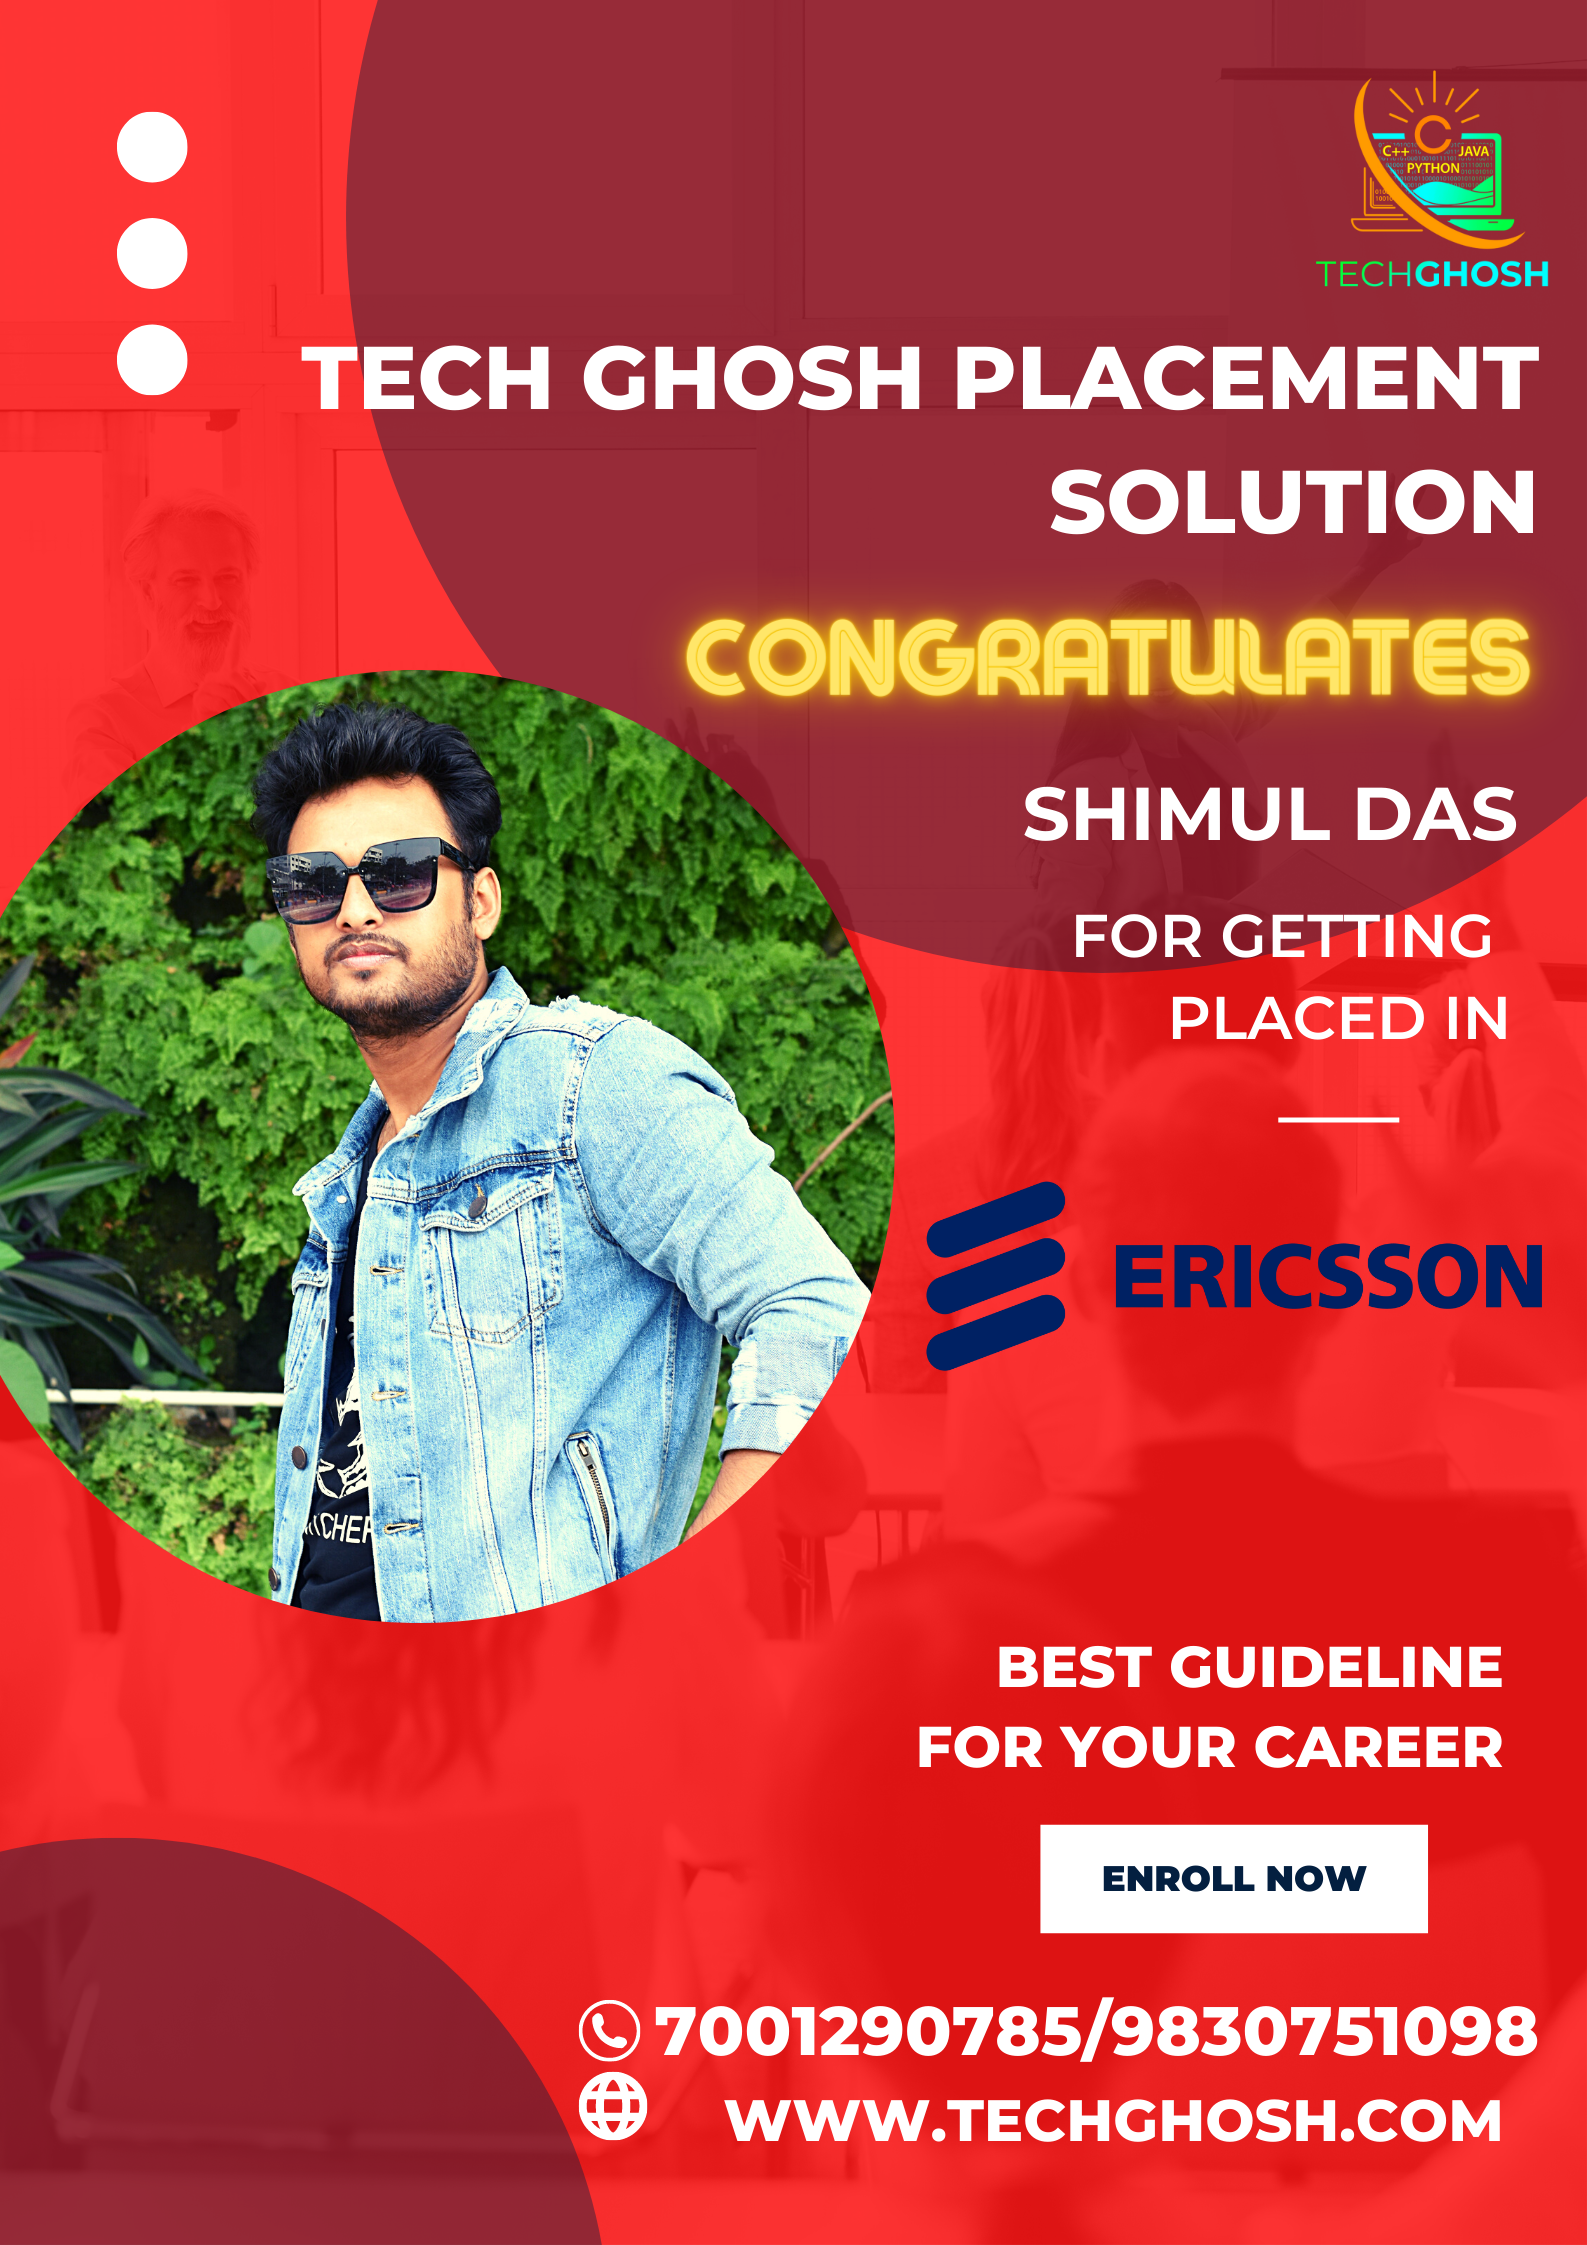 C
C++ JAVA
PYTHON
TECHGHOSH
TECH GHOSH PLACEMENT
SOLUTION
CONGRATULATES
SHIMUL DAS
FOR GETTING
PLACED IN
ERICSSON
BEST GUIDELINE
FOR YOUR CAREER
ENROLL NOW
7001290785/9830751098
WWW.TECHGHOSH.COM